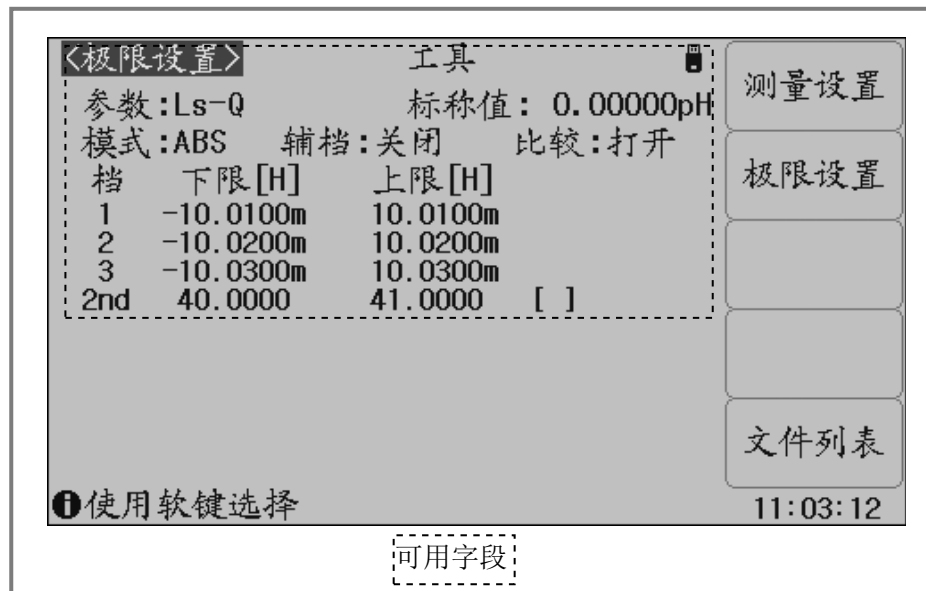 <极限设置> 工具
参数:Ls-Q 标称值: 0.00000pH
模式:ABS 辅档:关闭 比较:打开
档 下限[H] 上限[H]
1 -10.0100m 10.0100m
2 -10.0200m 10.0200m
3 -10.0300m 10.0300m
2nd 40.0000 41.0000 [ ]
测量设置
极限设置
文件列表
使用软键选择
11:03:12
可用字段